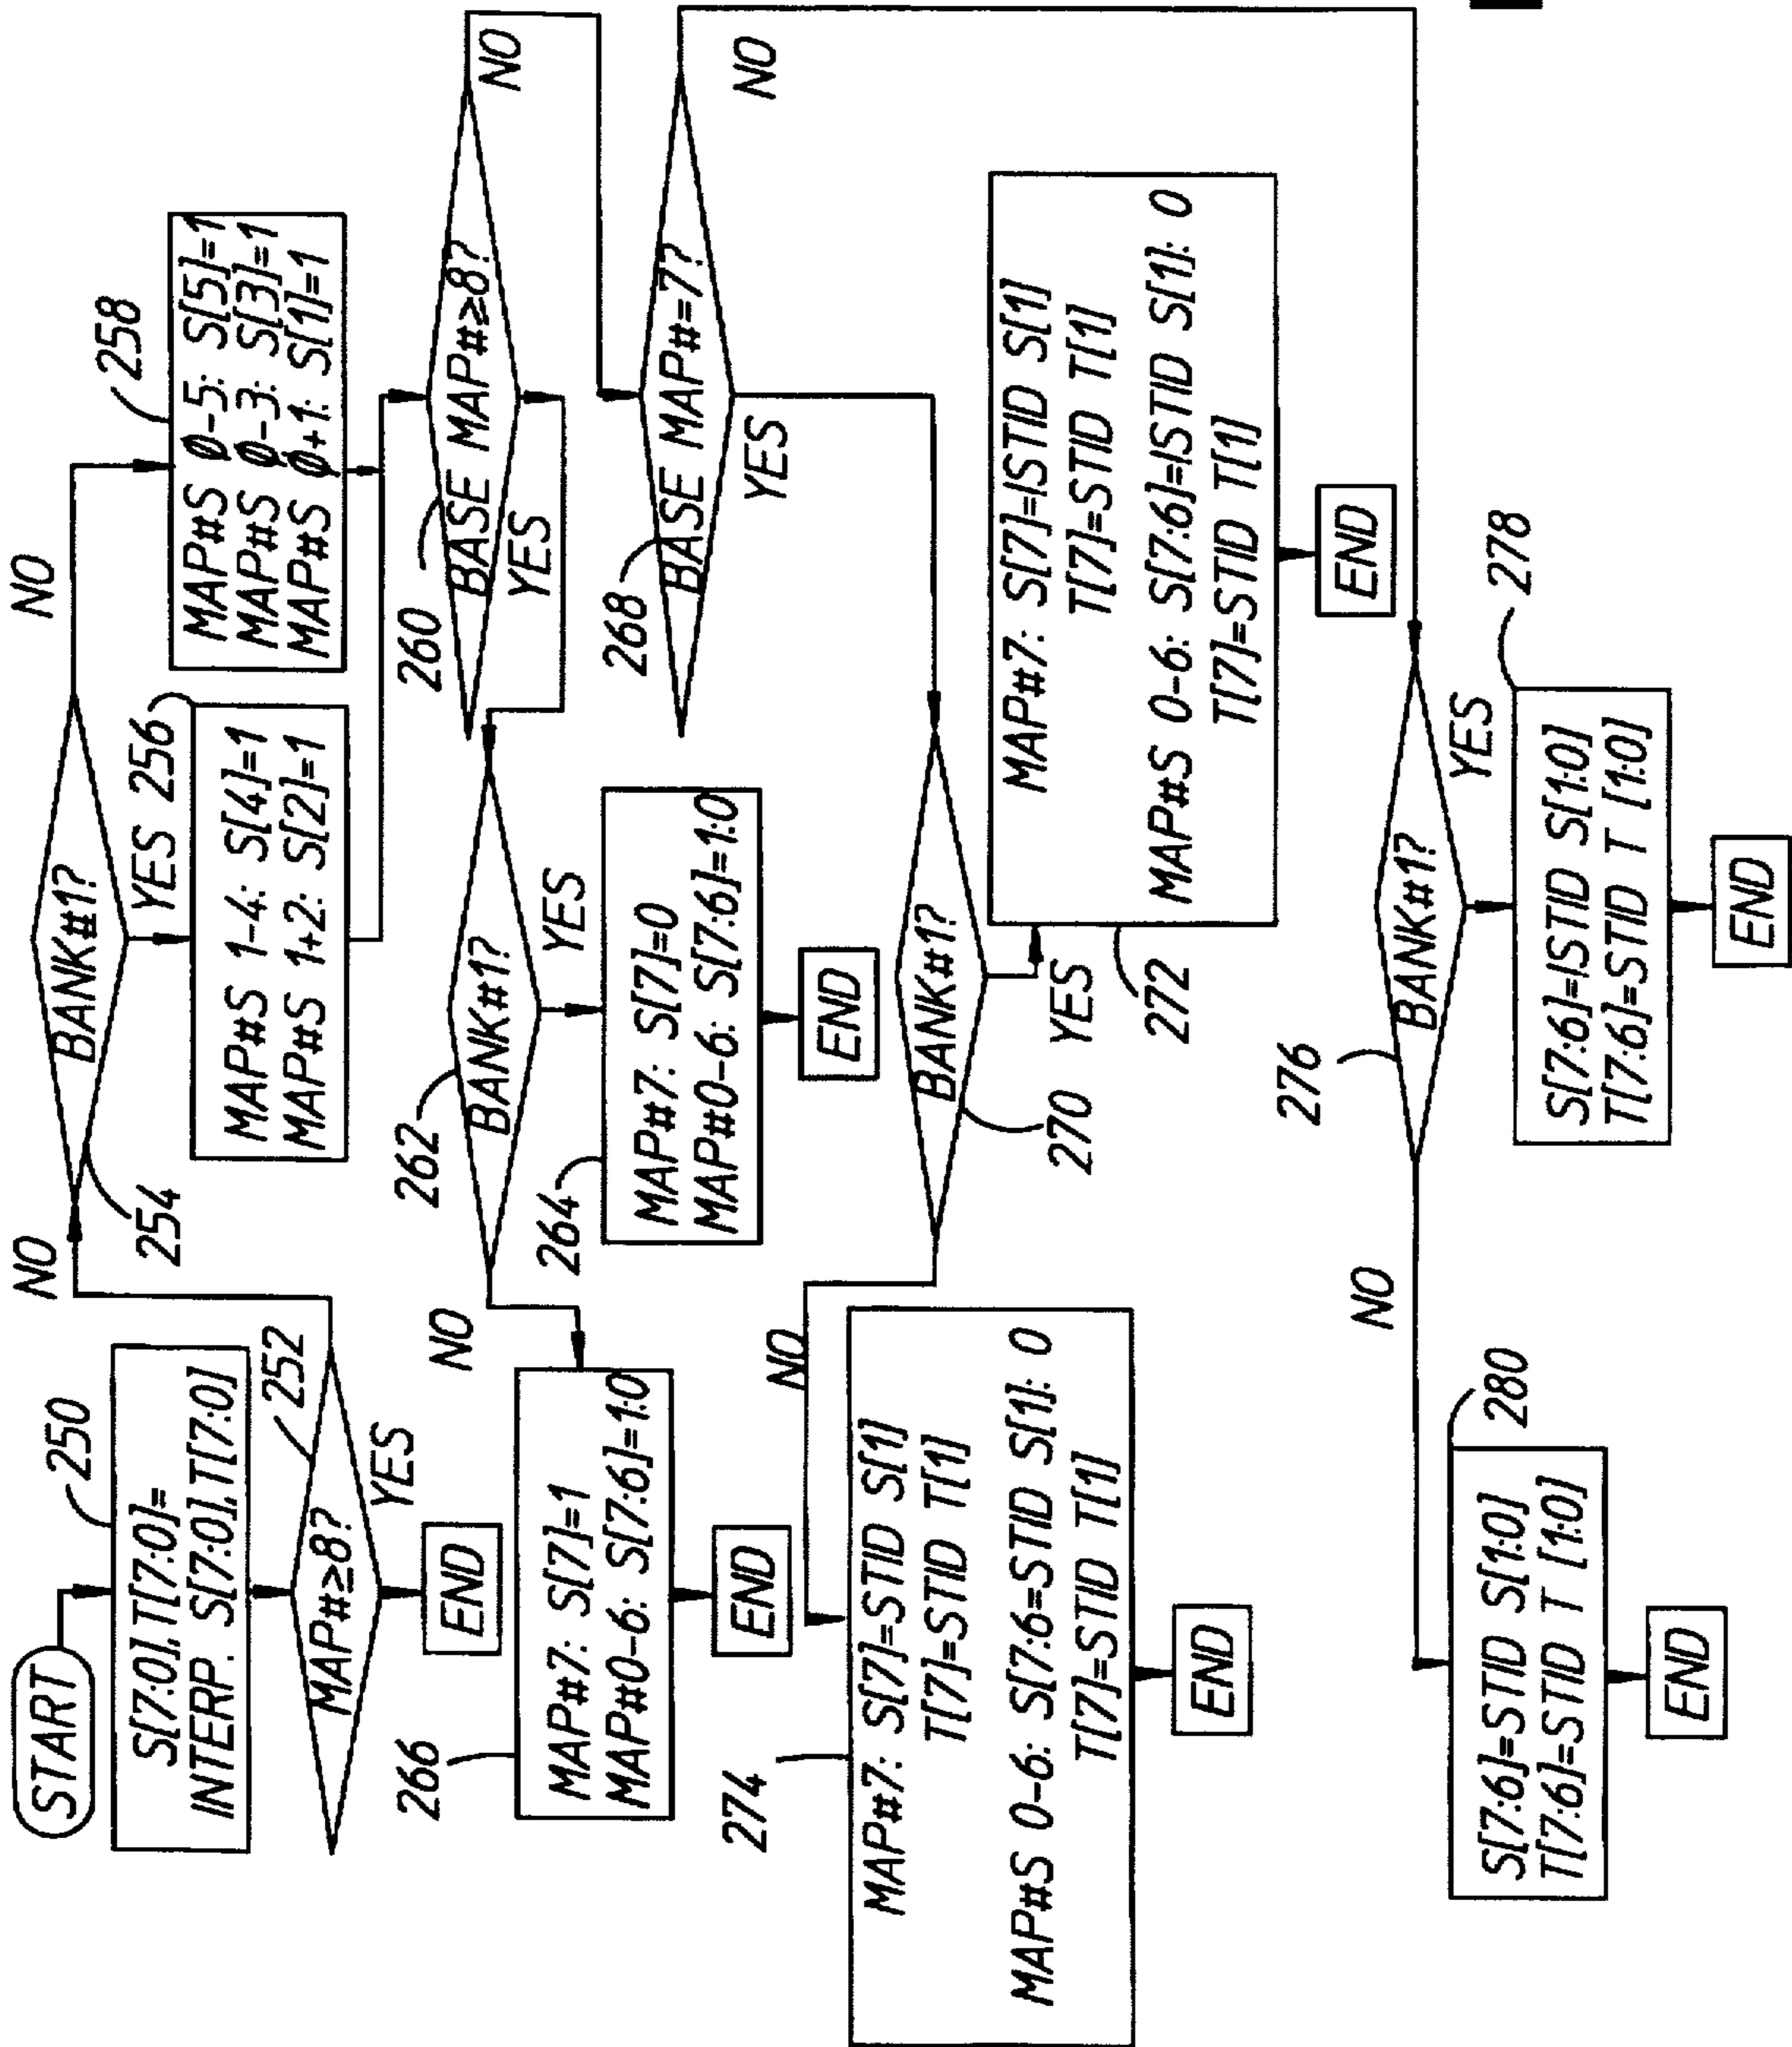 START
250
S[7:0],T[7:0]=
INTERP. S[7:0],T[7:0]
252
MAP#≥8?
YES
END
NO
254
BANK#1?
YES
256
MAP#S 1-4: S[4]=1
MAP#S 1+2: S[2]=1
NO
258
MAP#S Ø-5: S[5]=1
MAP#S Ø-3: S[3]=1
MAP#S Ø+1: S[1]=1
260
BASE MAP#≥8?
YES
NO
262
BANK#1?
YES
264
MAP#7: S[7]=0
MAP#0-6: S[7:6]=1:0
END
NO
266
MAP#7: S[7]=1
MAP#0-6: S[7:6]=1:0
END
268
BASE MAP#=7?
YES
NO
270
BANK#1?
YES
272
MAP#7: S[7]=!STID S[1]
T[7]=STID T[1]
MAP#S 0-6: S[7:6]=!STID S[1]: 0
T[7]=STID T[1]
END
NO
274
MAP#7: S[7]=STID S[1]
T[7]=STID T[1]
MAP#S 0-6: S[7:6=STID S[1]: 0
T[7]=STID T[1]
END
276
BANK#1?
YES
278
S[7:6]=!STID S[1:0]
T[7:6]=STID T [1:0]
END
NO
280
S[7:6]=STID S[1:0]
T[7:6]=STID T [1:0]
END